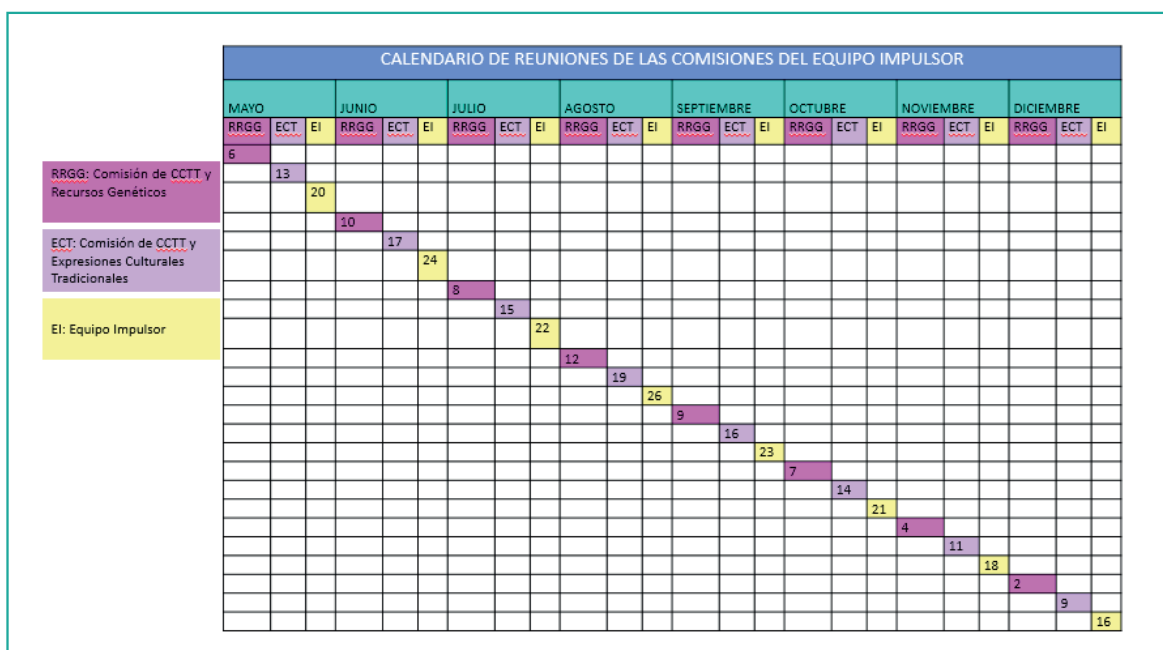 CALENDARIO DE REUNIONES DE LAS COMISIONES DEL EQUIPO IMPULSOR
MAYO JUNIO JULIO AGOSTO SEPTIEMBRE OCTUBRE NOVIEMBRE DICIEMBRE
RRGG ECT EI RRGG ECT EI RRGG ECT EI RRGG ECT EI RRGG ECT EI RRGG ECT EI RRGG ECT EI RRGG ECT EI
6
13
20
10
17
24
8
15
22
12
19
26
9
16
23
7
14
21
4
11
18
2
9
16
RRGG: Comisión de CCTT y
Recursos Genéticos
ECT: Comisión de CCTT y
Expresiones Culturales
Tradicionales
EI: Equipo Impulsor